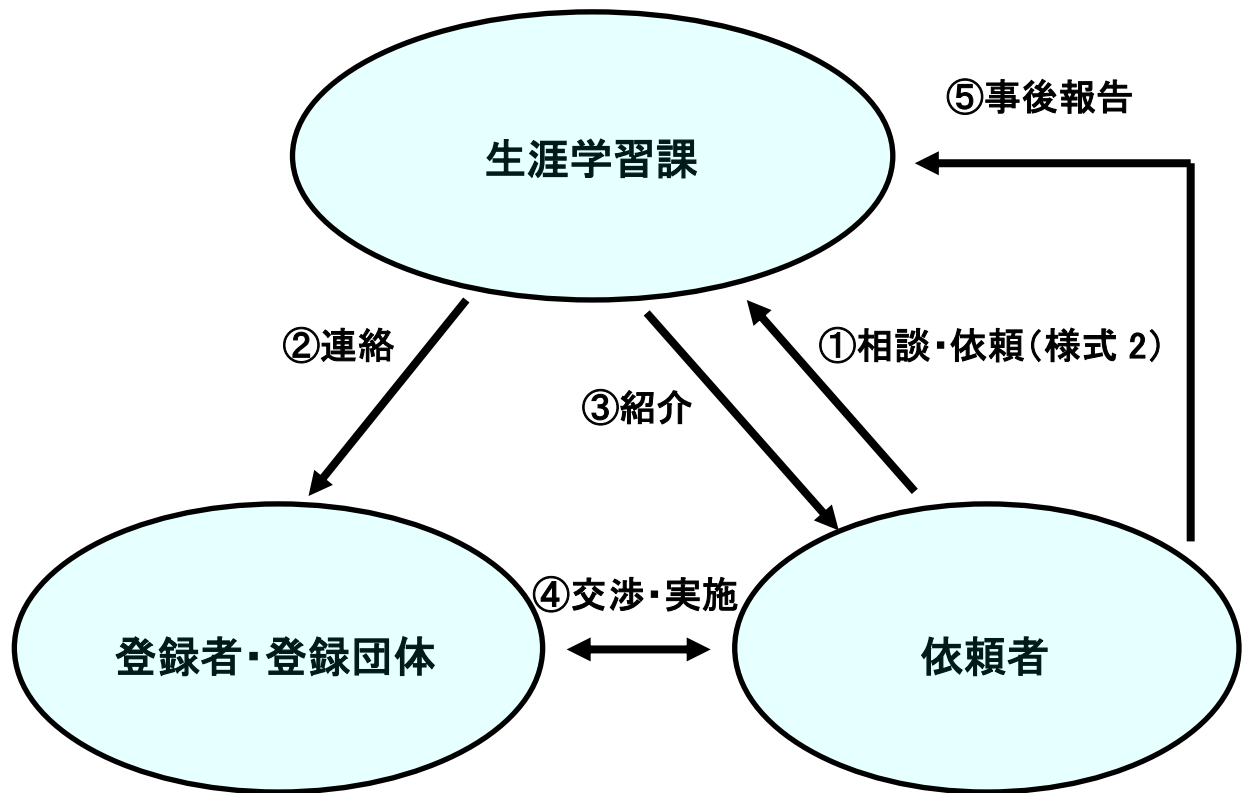 ⑤事後報告
生涯学習課
②連絡
①相談・依頼(様式 2)
③紹介
④交渉・実施
登録者・登録団体
依頼者